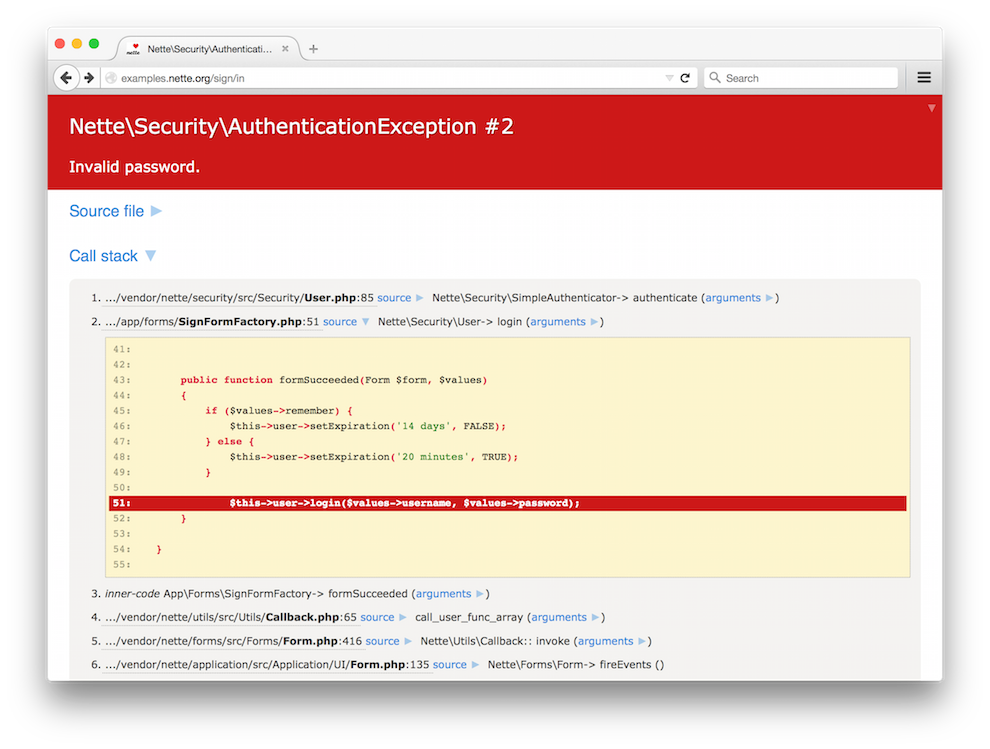 Nette\Security\Authenticati...
nette
examples.nette.org/sign/in
Search
Nette\Security\AuthenticationException #2
Invalid password.
Source file ►
Call stack ▼
1. .../vendor/nette/security/src/Security/User.php:85 source ► Nette\Security\SimpleAuthenticator-> authenticate (arguments ►)
2. .../app/forms/SignFormFactory.php:51 source ▼ Nette\Security\User-> login (arguments ►)
41:
42:
43: public function formSucceeded(Form $form, $values)
44: {
45: if ($values->remember) {
46: $this->user->setExpiration('14 days', FALSE);
47: } else {
48: $this->user->setExpiration('20 minutes', TRUE);
49: }
50:
51: $this->user->login($values->username, $values->password);
52: }
53:
54: }
55:
3. inner-code App\Forms\SignFormFactory-> formSucceeded (arguments ►)
4. .../vendor/nette/utils/src/Utils/Callback.php:65 source ► call_user_func_array (arguments ►)
5. .../vendor/nette/forms/src/Forms/Form.php:416 source ► Nette\Utils\Callback:: invoke (arguments ►)
6. .../vendor/nette/application/src/Application/UI/Form.php:135 source ► Nette\Forms\Form-> fireEvents ()